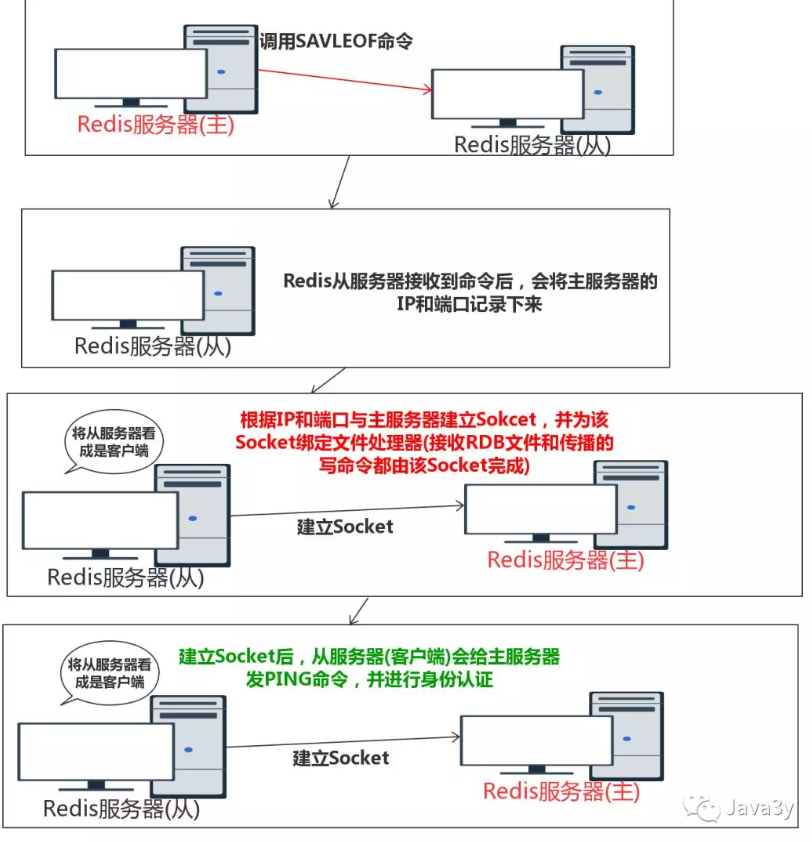 调用SAVLEOF命令
Redis服务器(主)
Redis服务器(从)
Redis从服务器接收到命令后，会将主服务器的
IP和端口记录下来
Redis服务器(从)
将从服务器看
成是客户端
根据IP和端口与主服务器建立Sokcet，并为该
Socket绑定文件处理器(接收RDB文件和传播的
写命令都由该Socket完成)
建立Socket
Redis服务器(从)
Redis服务器(主)
将从服务器看
成是客户端
建立Socket后，从服务器(客户端)会给主服务器
发PING命令，并进行身份认证
建立Socket
Redis服务器(从)
Redis服务器(主)
Java3y